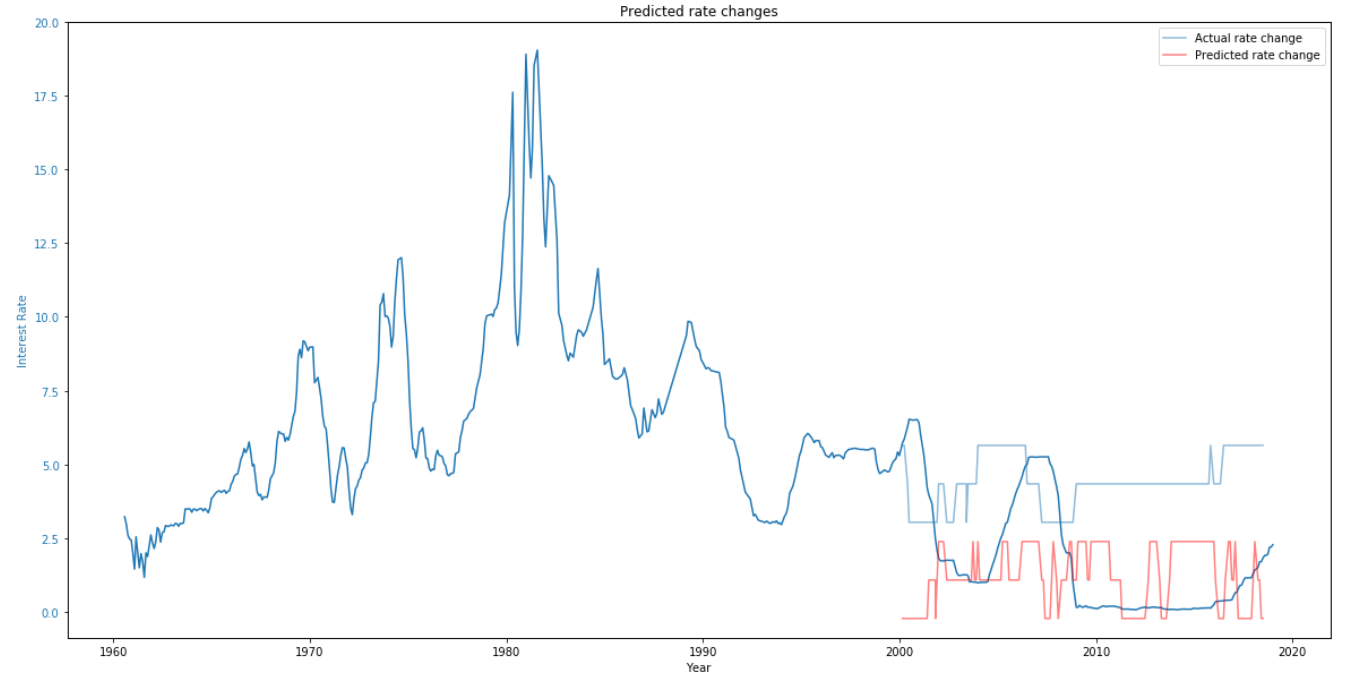 Predicted rate changes
Actual rate change
Predicted rate change
20.0
17.5
15.0
12.5
10.0
7.5
5.0
2.5
0.0
Interest Rate
1960 1970 1980 1990 2000 2010 2020
Year